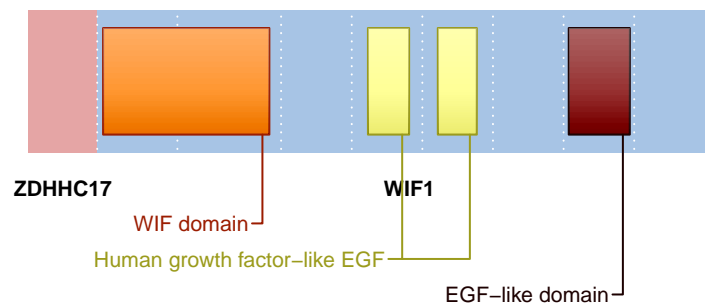 ZDHHC17 WIF1
WIF domain
Human growth factor−like EGF
EGF−like domain